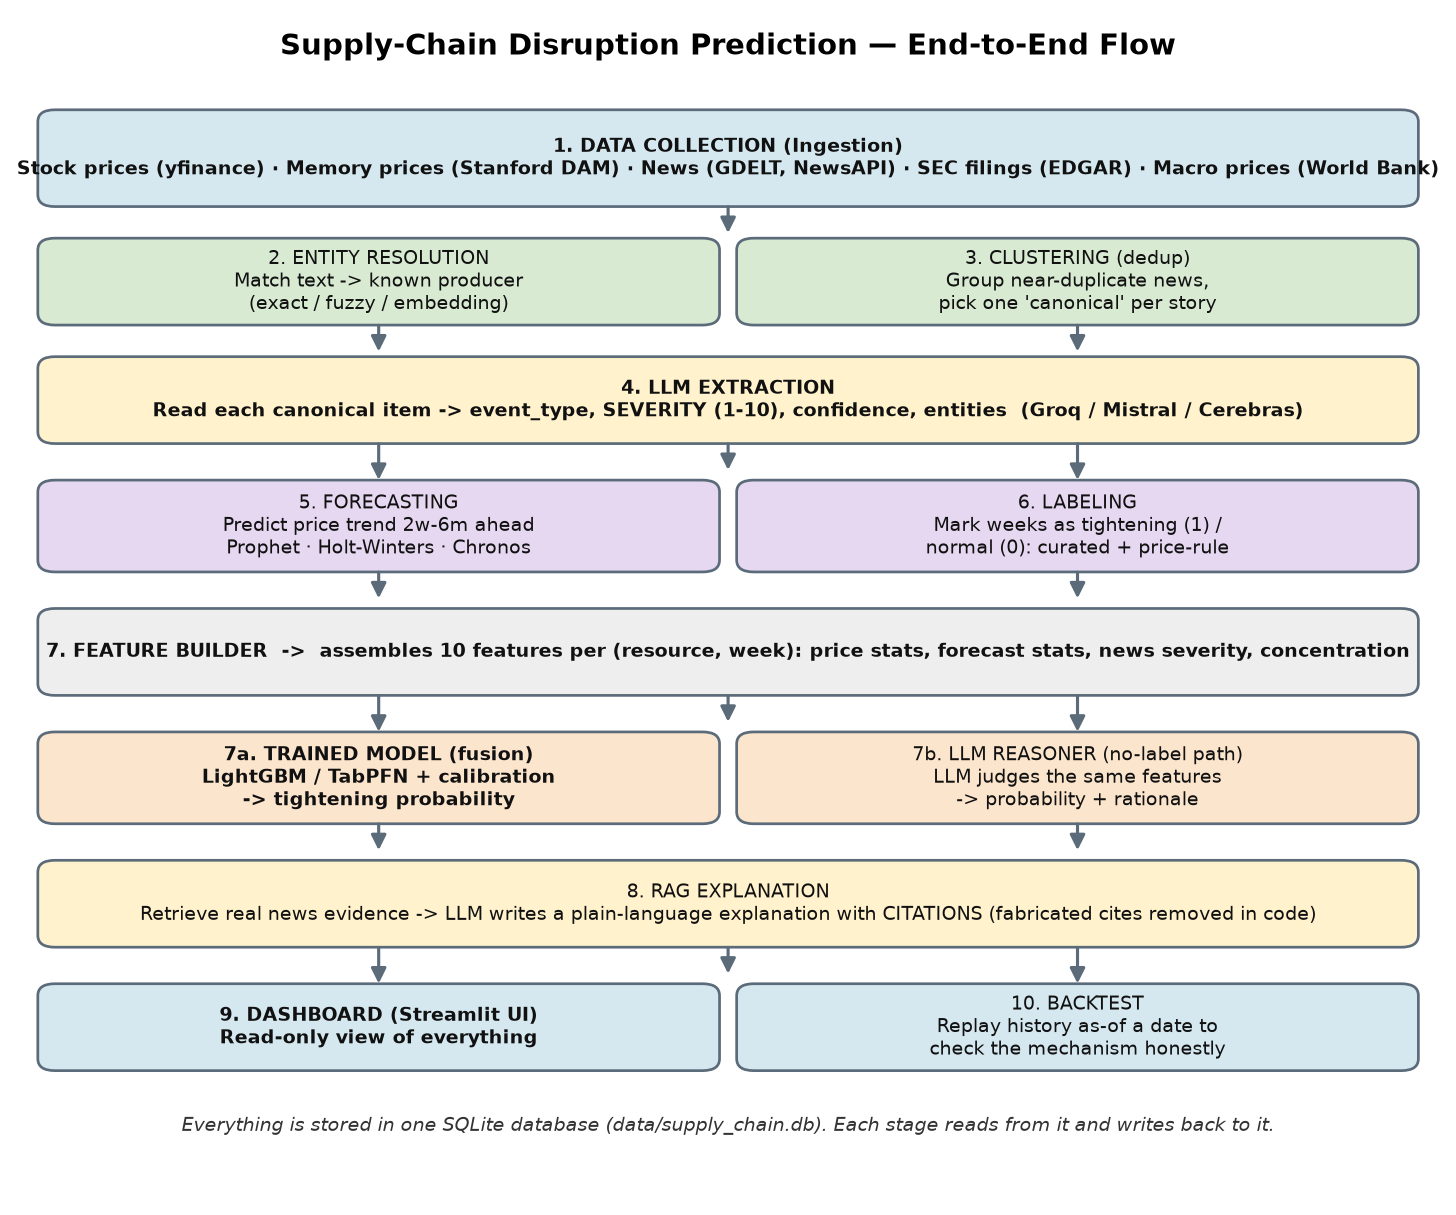 Supply-Chain Disruption Prediction — End-to-End Flow
1. DATA COLLECTION (Ingestion)
Stock prices (yfinance) · Memory prices (Stanford DAM) · News (GDELT, NewsAPI) · SEC filings (EDGAR) · Macro prices (World Bank)
2. ENTITY RESOLUTION
Match text -> known producer
(exact / fuzzy / embedding)
3. CLUSTERING (dedup)
Group near-duplicate news,
pick one 'canonical' per story
4. LLM EXTRACTION
Read each canonical item -> event_type, SEVERITY (1-10), confidence, entities  (Groq / Mistral / Cerebras)
5. FORECASTING
Predict price trend 2w-6m ahead
Prophet · Holt-Winters · Chronos
6. LABELING
Mark weeks as tightening (1) /
normal (0): curated + price-rule
7. FEATURE BUILDER  ->  assembles 10 features per (resource, week): price stats, forecast stats, news severity, concentration
7a. TRAINED MODEL (fusion)
LightGBM / TabPFN + calibration
-> tightening probability
7b. LLM REASONER (no-label path)
LLM judges the same features
-> probability + rationale
8. RAG EXPLANATION
Retrieve real news evidence -> LLM writes a plain-language explanation with CITATIONS (fabricated cites removed in code)
9. DASHBOARD (Streamlit UI)
Read-only view of everything
10. BACKTEST
Replay history as-of a date to
check the mechanism honestly
Everything is stored in one SQLite database (data/supply_chain.db). Each stage reads from it and writes back to it.